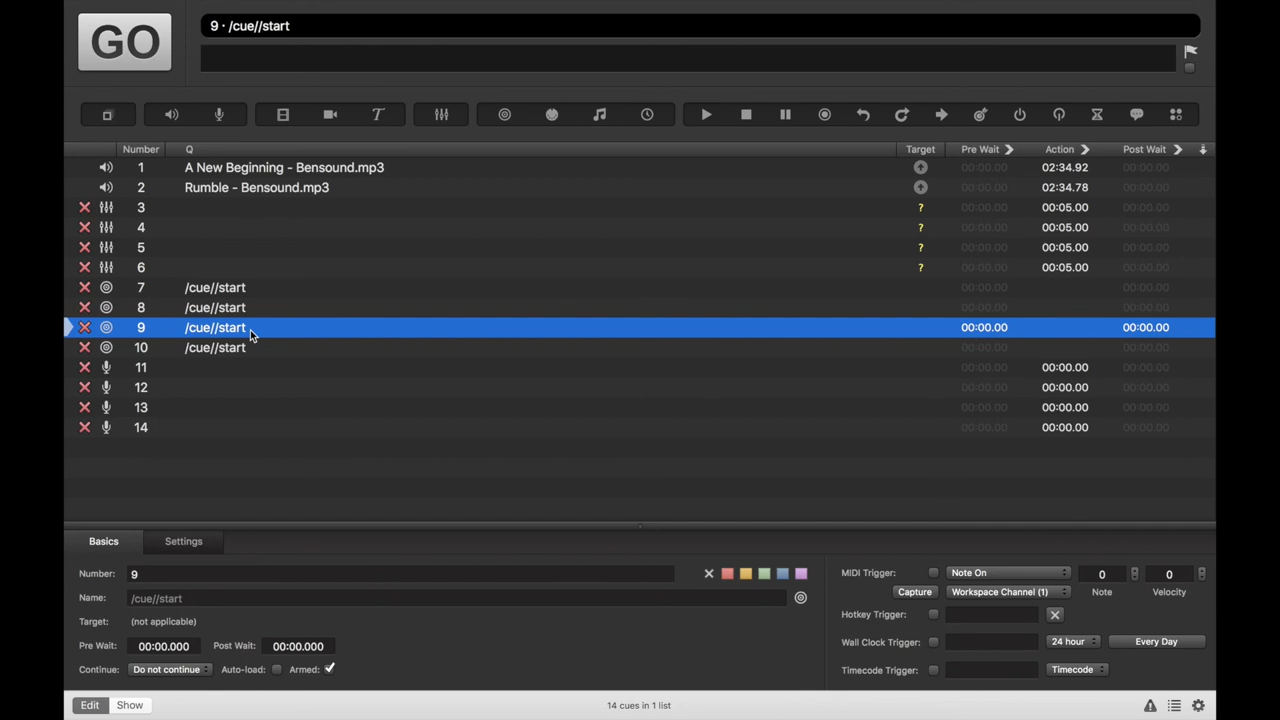 GO
9 · /cue//start
Number Q Target Pre Wait Action Post Wait
1 A New Beginning - Bensound.mp3 00:00.00 02:34.92 00:00.00
2 Rumble - Bensound.mp3 00:00.00 02:34.78 00:00.00
3 ? 00:00.00 00:05.00 00:00.00
4 ? 00:00.00 00:05.00 00:00.00
5 ? 00:00.00 00:05.00 00:00.00
6 ? 00:00.00 00:05.00 00:00.00
7 /cue//start 00:00.00 00:00.00
8 /cue//start 00:00.00 00:00.00
9 /cue//start 00:00.00 00:00.00
10 /cue//start 00:00.00 00:00.00
11 00:00.00 00:00.00 00:00.00
12 00:00.00 00:00.00 00:00.00
13 00:00.00 00:00.00 00:00.00
14 00:00.00 00:00.00 00:00.00
Basics Settings
Number: 9
Name: /cue//start
Target: (not applicable)
Pre Wait: 00:00.000 Post Wait: 00:00.000
Continue: Do not continue Auto-load: Armed:
MIDI Trigger: Note On 0 0
Capture Workspace Channel (1) Note Velocity
Hotkey Trigger:
Wall Clock Trigger: 24 hour Every Day
Timecode Trigger: Timecode
Edit Show 14 cues in 1 list